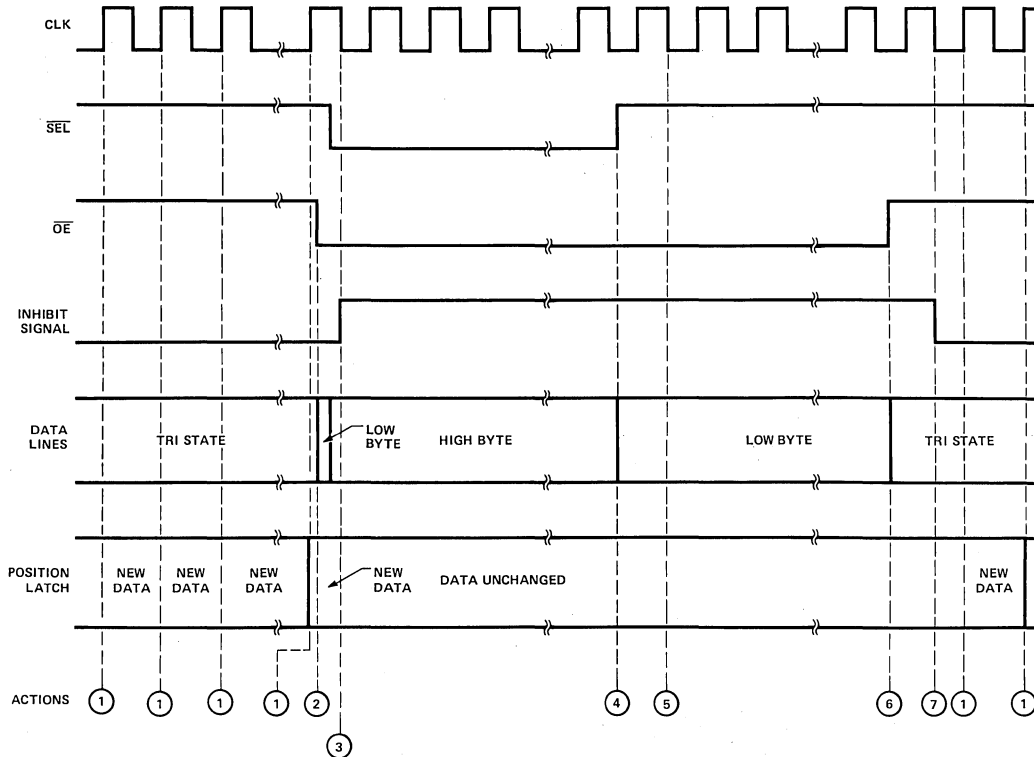 CLK
S̅E̅L̅
O̅E̅
INHIBIT
SIGNAL
DATA
LINES
TRI STATE
LOW
BYTE
HIGH BYTE
LOW BYTE
TRI STATE
POSITION
LATCH
NEW
DATA
NEW
DATA
NEW
DATA
NEW
DATA
DATA UNCHANGED
NEW
DATA
ACTIONS
1
1
1
1
2
3
4
5
6
7
1
1